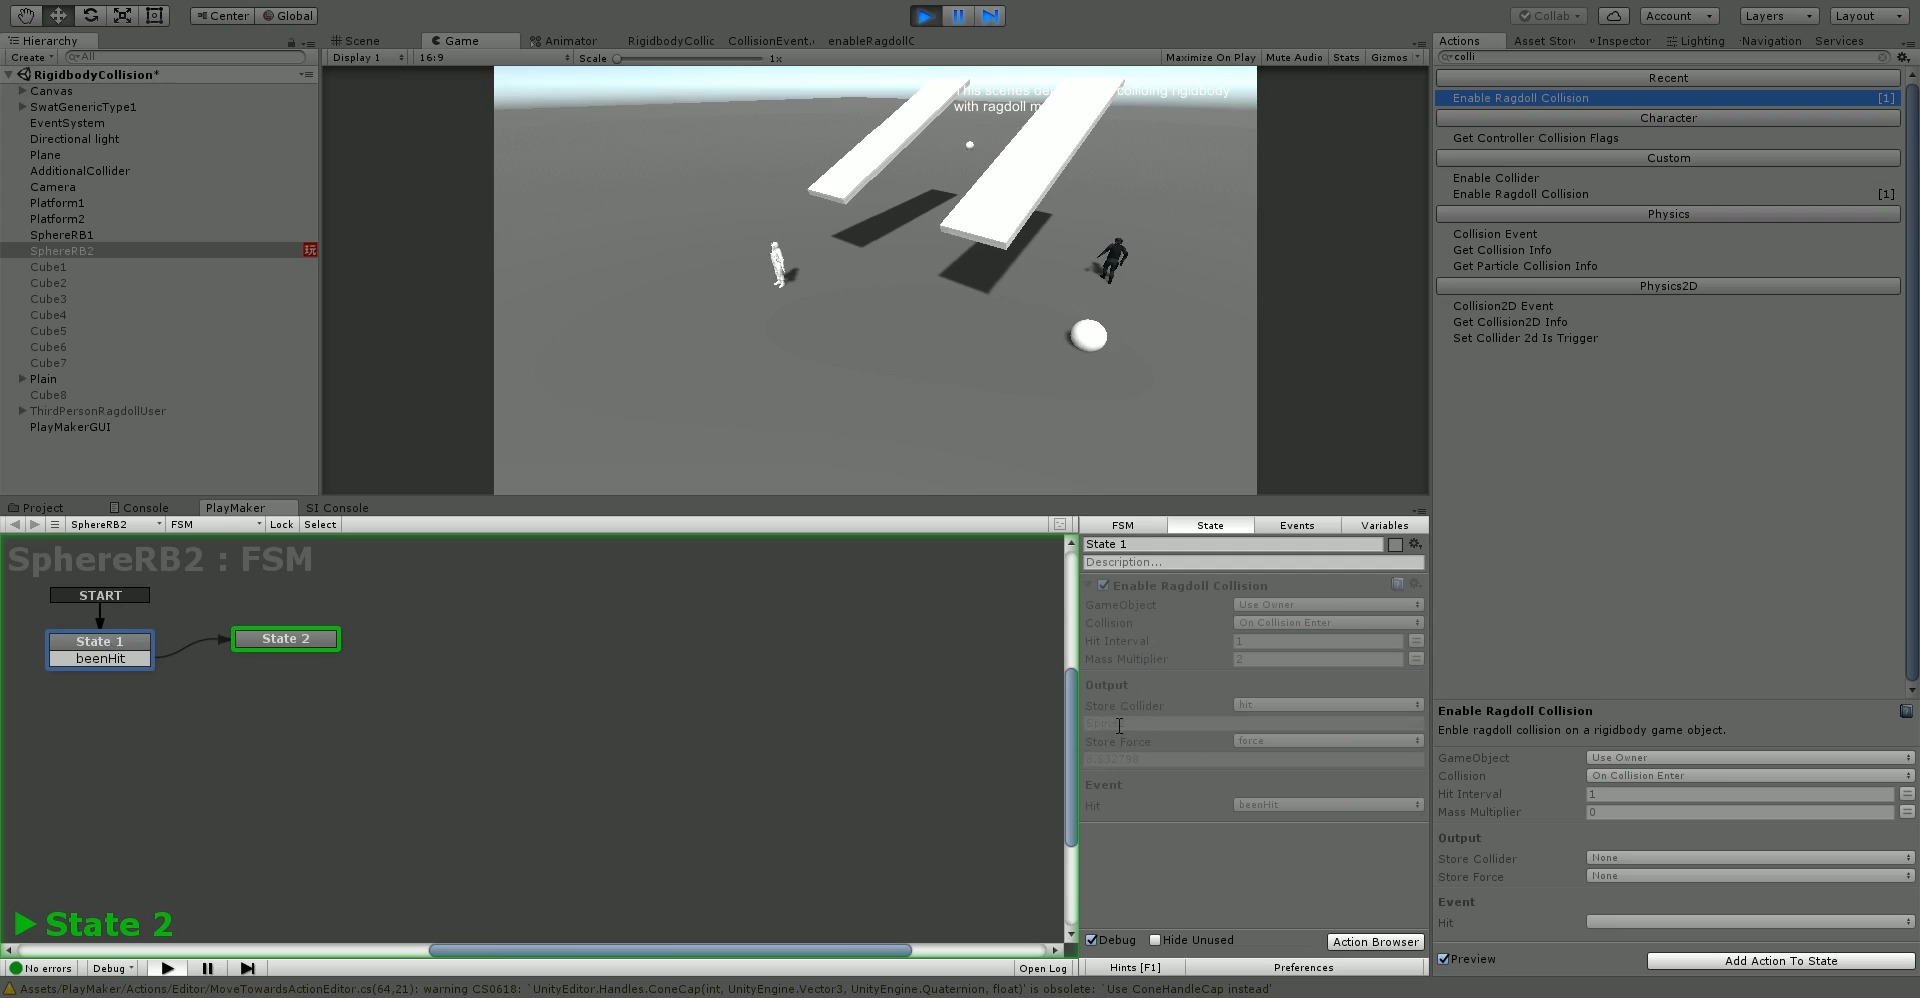 Center Global Collab Account Layers Layout
Hierarchy
Create All
RigidbodyCollision*
Canvas
SwatGenericType1
EventSystem
Directional light
Plane
AdditionalCollider
Camera
Platform1
Platform2
SphereRB1
SphereRB2 玩
Cube1
Cube2
Cube3
Cube4
Cube5
Cube6
Cube7
Plain
Cube8
ThirdPersonRagdollUser
PlayMakerGUI
Scene Game Animator RigidbodyCollic CollisionEvent. enableRagdollC
Display 1 16:9 Scale 1x Maximize On Play Mute Audio Stats Gizmos
This scenes de colliding rigidbody
with ragdoll m
Actions Asset Stor Inspector Lighting Navigation Services
colli
Recent
Enable Ragdoll Collision [1]
Character
Get Controller Collision Flags
Custom
Enable Collider
Enable Ragdoll Collision [1]
Physics
Collision Event
Get Collision Info
Get Particle Collision Info
Physics2D
Collision2D Event
Get Collision2D Info
Set Collider 2d Is Trigger
Project Console PlayMaker SI Console
SphereRB2 FSM Lock Select
SphereRB2 : FSM
START
State 1
beenHit
State 2
State 2
FSM State Events Variables
State 1
Description...
Enable Ragdoll Collision
GameObject Use Owner
Collision On Collision Enter
Hit Interval 1
Mass Multiplier 2
Output
Store Collider hit
Store Force force
Event
Hit beenHit
Debug Hide Unused Action Browser
Hints [F1] Preferences
Enable Ragdoll Collision
Enble ragdoll collision on a rigidbody game object.
GameObject Use Owner
Collision On Collision Enter
Hit Interval 1
Mass Multiplier 0
Output
Store Collider None
Store Force None
Event
Hit
Preview Add Action To State
No errors Debug Open Log
Assets/PlayMaker/Actions/Editor/MoveTowardsActionEditor.cs(64,21): warning CS0618: `UnityEditor.Handles.ConeCap(int, UnityEngine.Vector3, UnityEngine.Quaternion, float)' is obsolete: `Use ConeHandleCap instead'